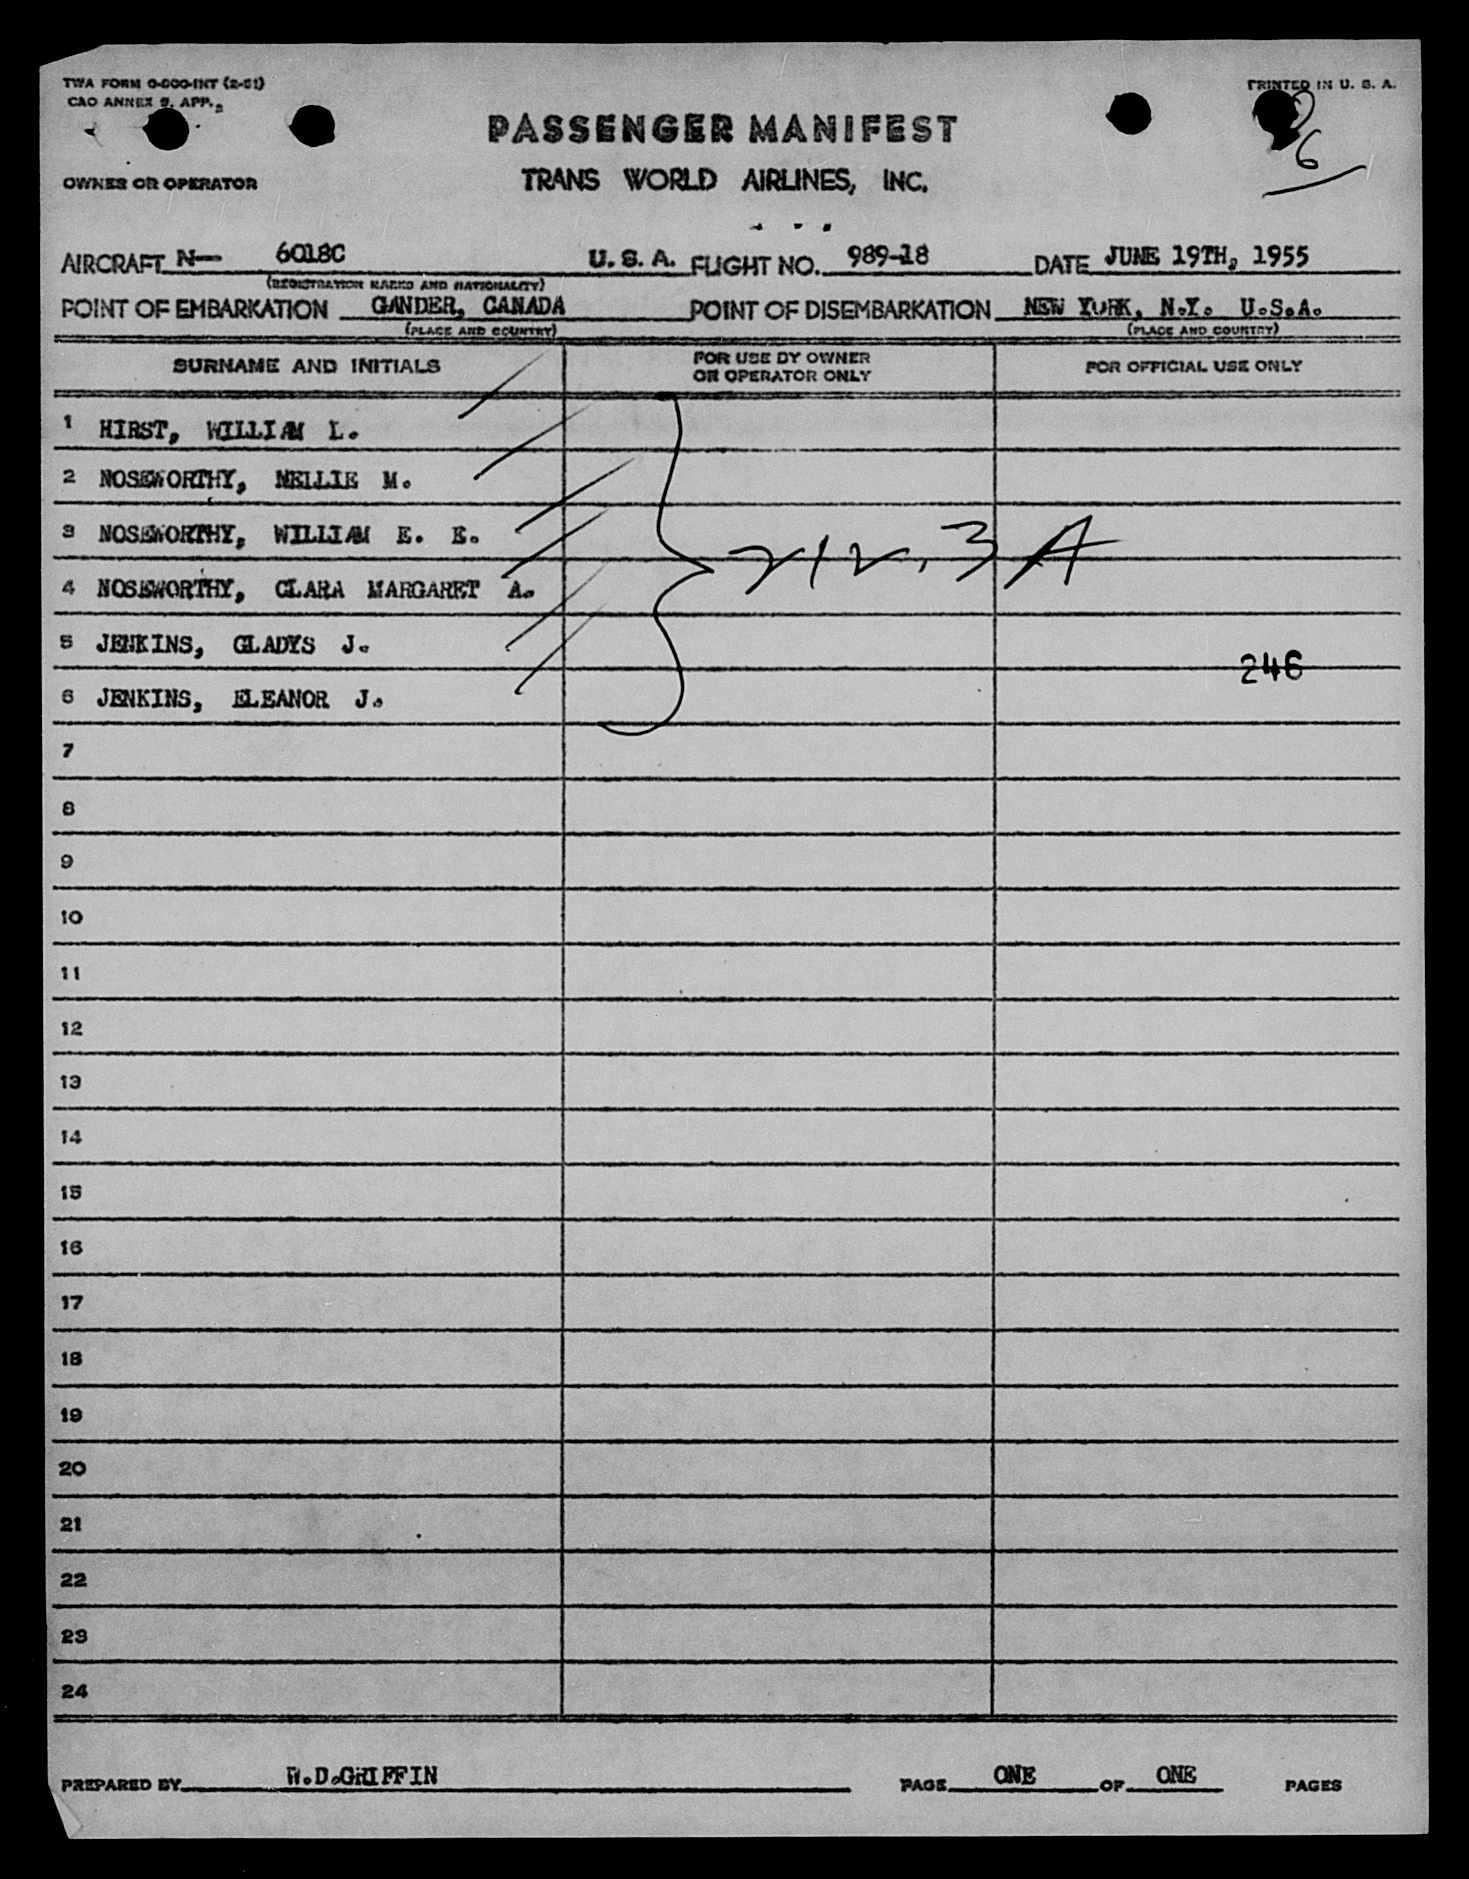 TWA FORM O-800-INT (2-51)
PRINTED IN U. S. A.
CAO ANNEX 9, APP. 2
PASSENGER MANIFEST
6
OWNER OR OPERATOR
TRANS WORLD AIRLINES, INC.
AIRCRAFT N— 6018C U. S. A. FLIGHT NO. 989-18 DATE JUNE 19TH, 1955
(REGISTRATION MARKS AND NATIONALITY)
POINT OF EMBARKATION GANDER, CANADA POINT OF DISEMBARKATION NEW YORK, N.Y. U.S.A.
(PLACE AND COUNTRY) (PLACE AND COUNTRY)
SURNAME AND INITIALS FOR USE BY OWNER OR OPERATOR ONLY FOR OFFICIAL USE ONLY
1 HIRST, WILLIAM L.
2 NOSEWORTHY, NELLIE M.
3 NOSEWORTHY, WILLIAM E. E.
212.3 A
4 NOSEWORTHY, CLARA MARGARET A.
5 JENKINS, GLADYS J.
246
6 JENKINS, ELEANOR J.
7
8
9
10
11
12
13
14
15
16
17
18
19
20
21
22
23
24
PREPARED BY W.D.GRIFFIN PAGE ONE OF ONE PAGES